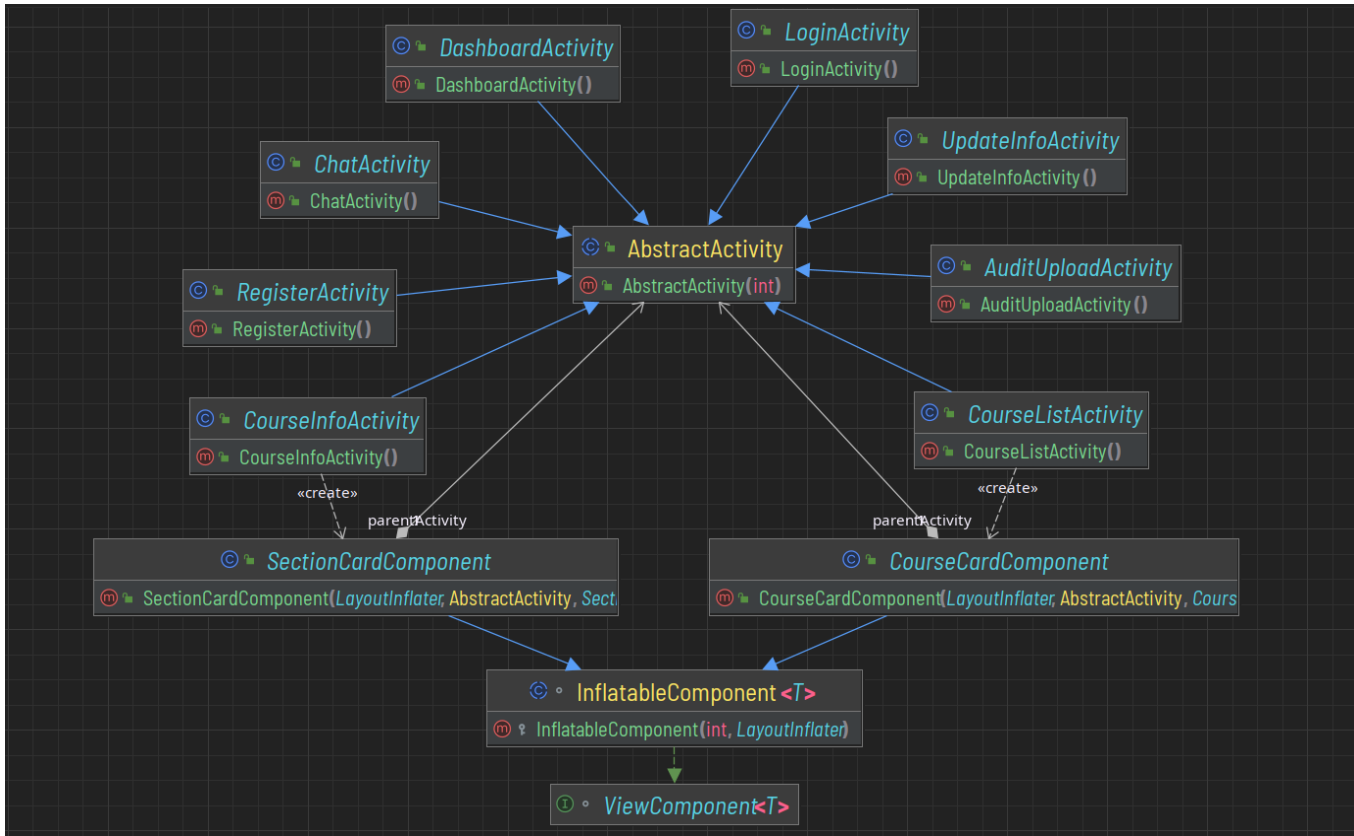 LoginActivity
LoginActivity()
DashboardActivity
DashboardActivity()
UpdateInfoActivity
UpdateInfoActivity()
ChatActivity
ChatActivity()
AbstractActivity
AbstractActivity(int)
AuditUploadActivity
AuditUploadActivity()
RegisterActivity
RegisterActivity()
CourseInfoActivity
CourseInfoActivity()
CourseListActivity
CourseListActivity()
«create»
«create»
parentActivity
parentActivity
SectionCardComponent
SectionCardComponent(LayoutInflater, AbstractActivity, Secti
CourseCardComponent
CourseCardComponent(LayoutInflater, AbstractActivity, Cours
InflatableComponent<T>
InflatableComponent(int, LayoutInflater)
ViewComponent<T>